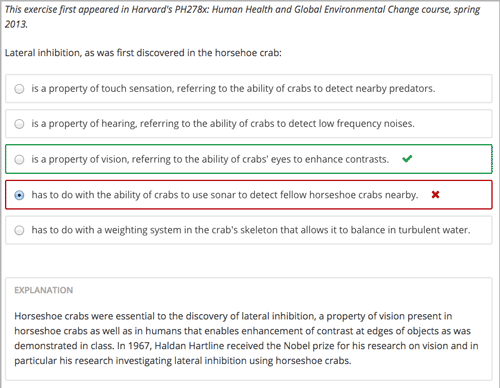 This exercise first appeared in Harvard's PH278x: Human Health and Global Environmental Change course, spring
2013.
Lateral inhibition, as was first discovered in the horsehoe crab:
is a property of touch sensation, referring to the ability of crabs to detect nearby predators.
is a property of hearing, referring to the ability of crabs to detect low frequency noises.
is a property of vision, referring to the ability of crabs' eyes to enhance contrasts.
has to do with the ability of crabs to use sonar to detect fellow horseshoe crabs nearby.
has to do with a weighting system in the crab's skeleton that allows it to balance in turbulent water.
EXPLANATION
Horseshoe crabs were essential to the discovery of lateral inhibition, a property of vision present in
horseshoe crabs as well as in humans that enables enhancement of contrast at edges of objects as was
demonstrated in class. In 1967, Haldan Hartline received the Nobel prize for his research on vision and in
particular his research investigating lateral inhibition using horseshoe crabs.